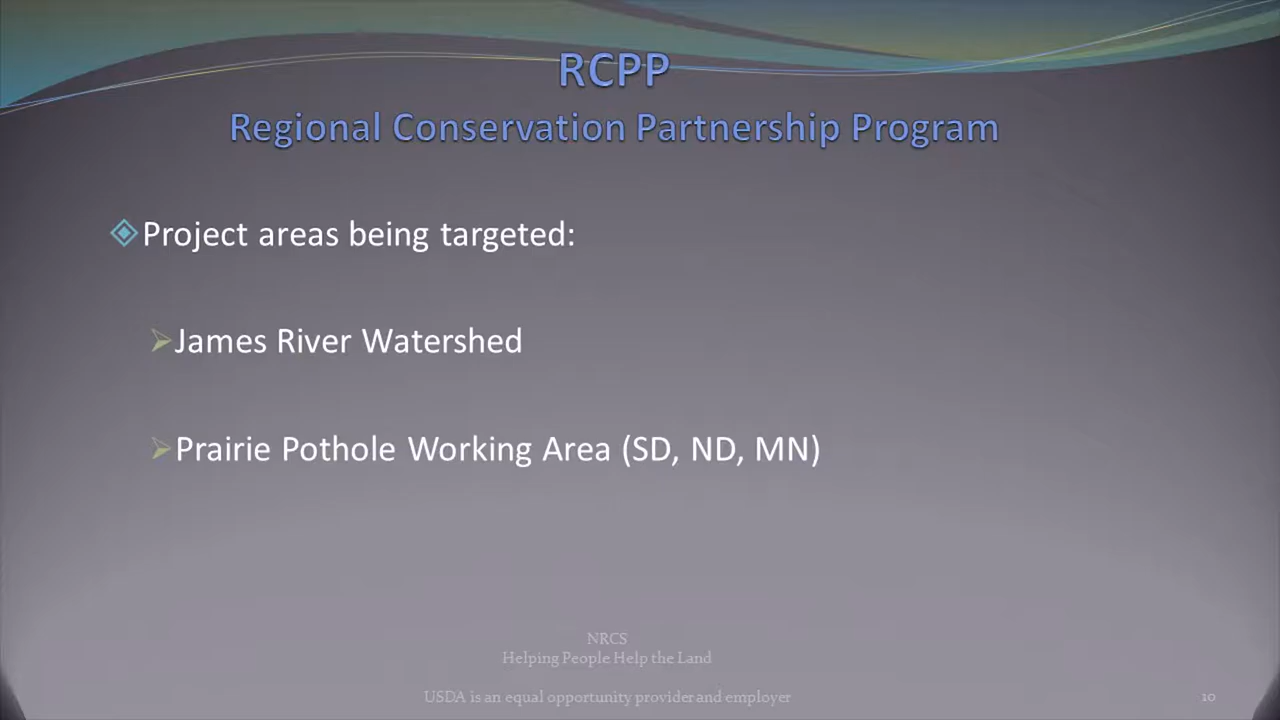 RCPP
Regional Conservation Partnership Program
Project areas being targeted:
James River Watershed
Prairie Pothole Working Area (SD, ND, MN)
NRCS
Helping People Help the Land
USDA is an equal opportunity provider and employer
10